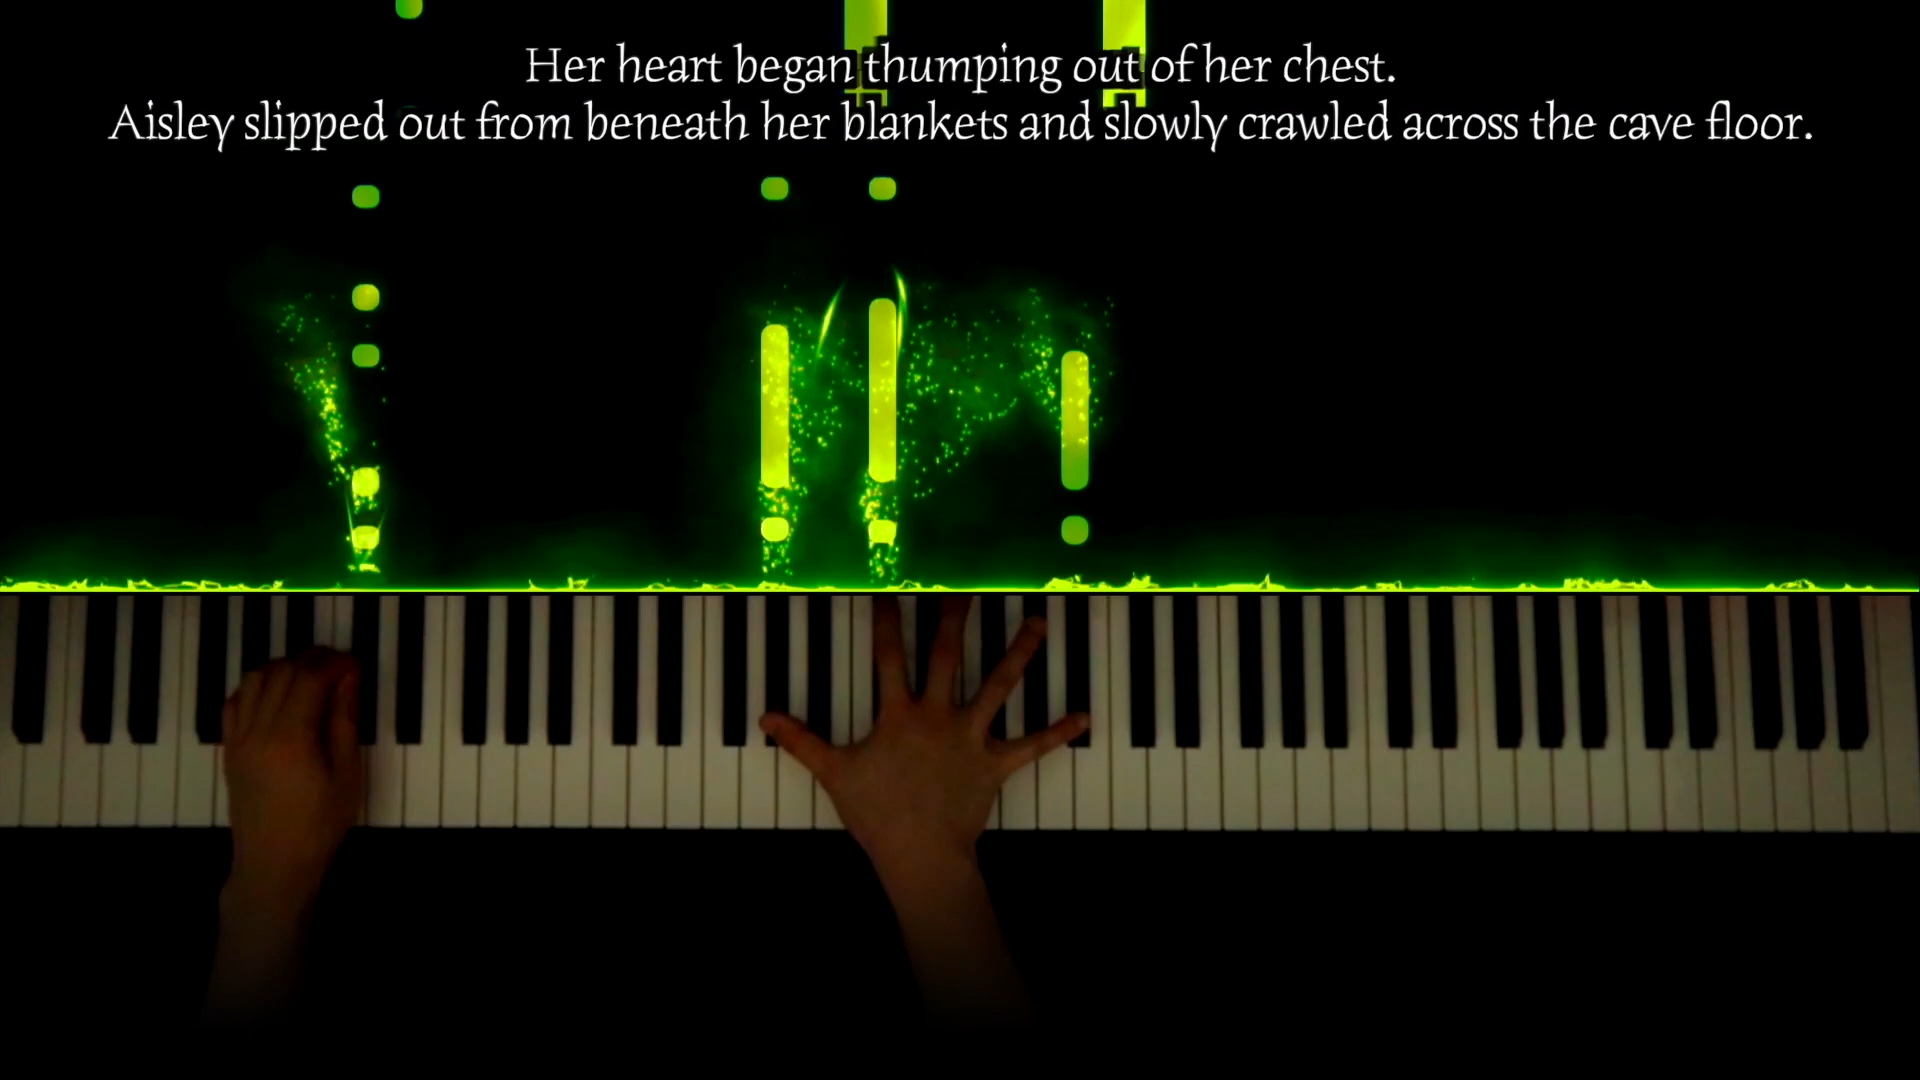 Her heart began thumping out of her chest.
Aisley slipped out from beneath her blankets and slowly crawled across the cave floor.